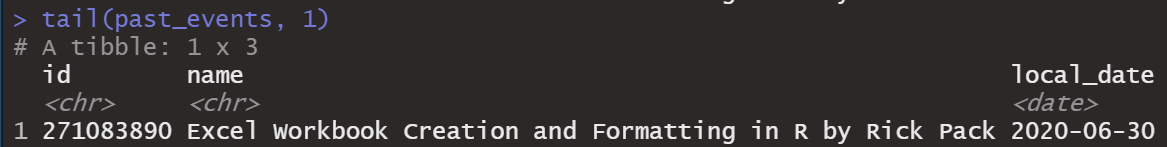 > tail(past_events, 1)
# A tibble: 1 x 3
  id        name                                                  local_date
  <chr>     <chr>                                                 <date>
1 271083890 Excel Workbook Creation and Formatting in R by Rick Pack 2020-06-30